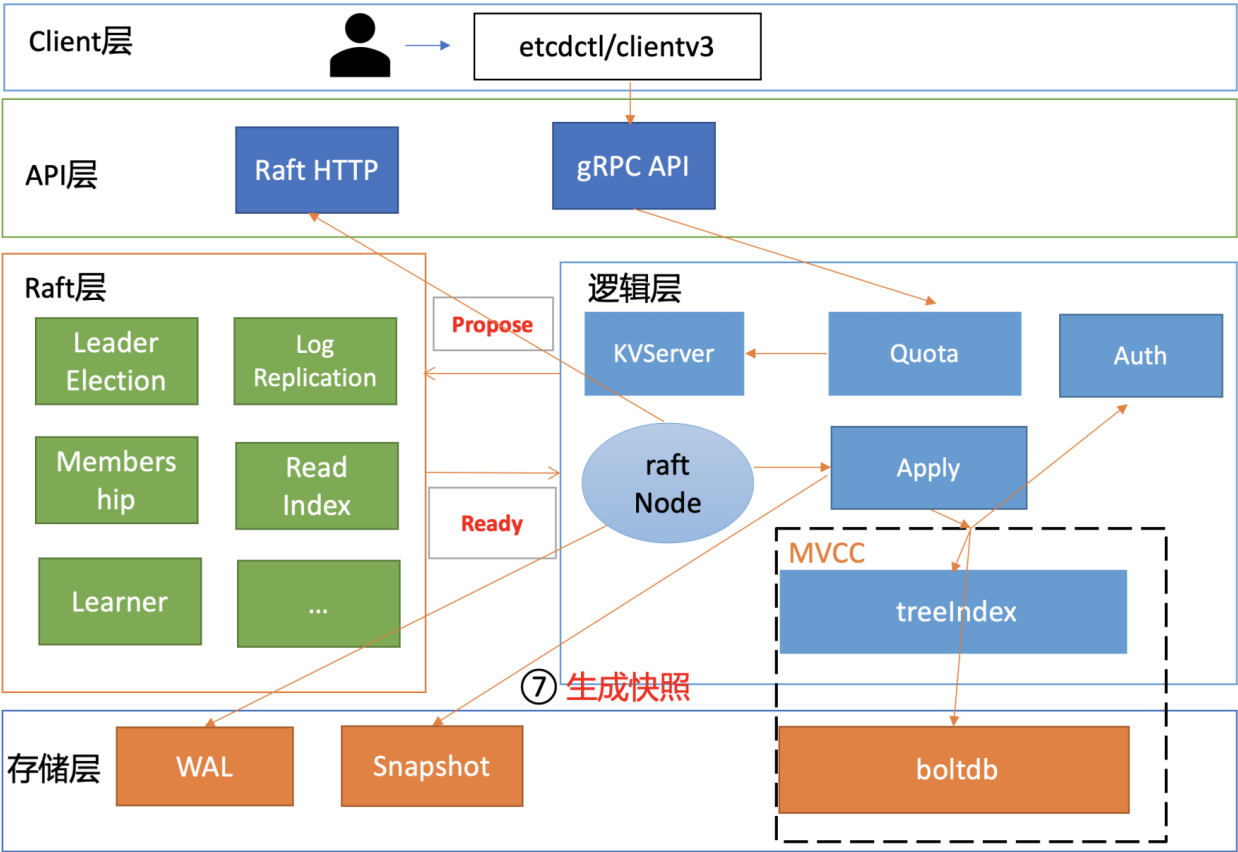 Client层
etcdctl/clientv3
API层
Raft HTTP
gRPC API
Raft层
Leader
Election
Log
Replication
Members
hip
Read
Index
Learner
...
Propose
Ready
逻辑层
KVServer
Quota
Auth
raft
Node
Apply
MVCC
treeIndex
⑦ 生成快照
存储层
WAL
Snapshot
boltdb